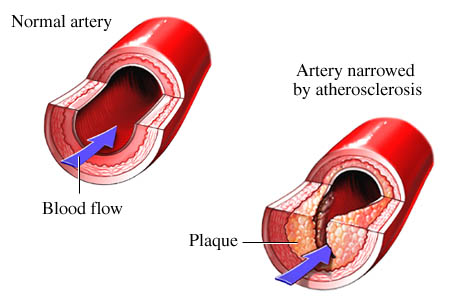 Normal artery
Artery narrowed
by atherosclerosis
Blood flow
Plaque